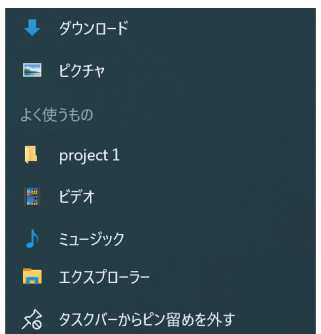 ダウンロード
ピクチャ
よく使うもの
project 1
ビデオ
ミュージック
エクスプローラー
タスクバーからピン留めを外す